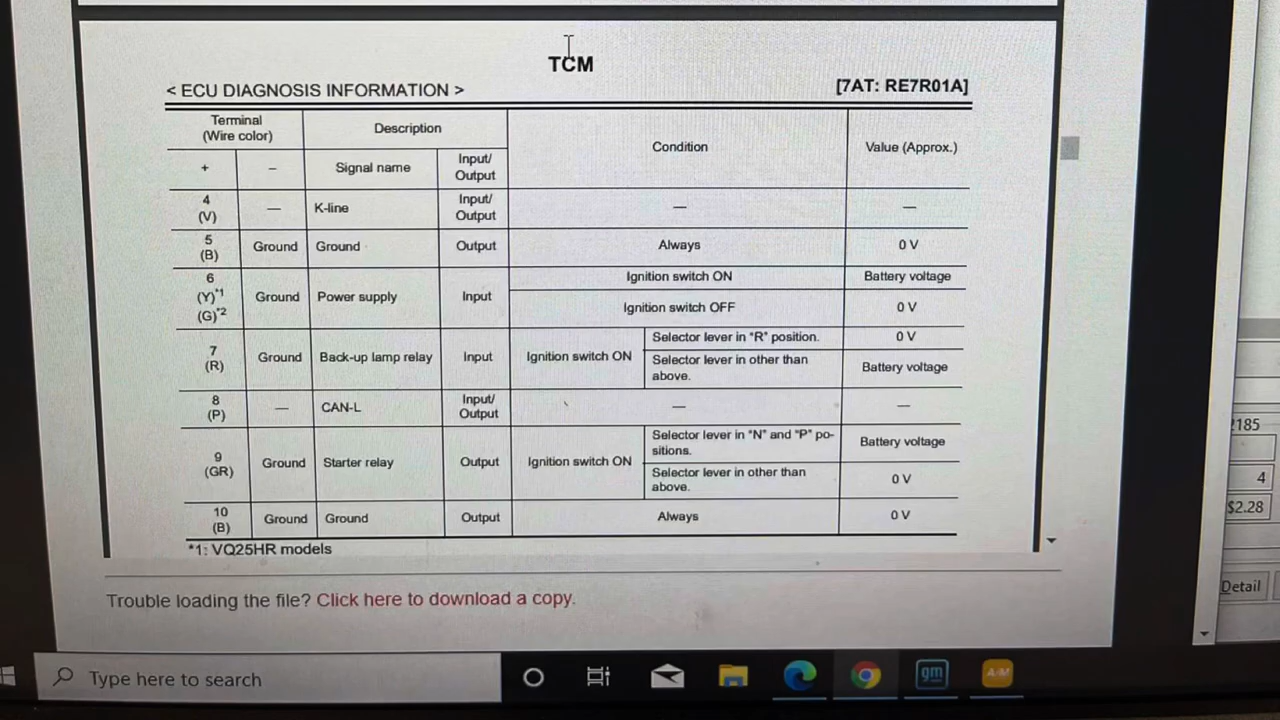 TCM
< ECU DIAGNOSIS INFORMATION > [7AT: RE7R01A]
Terminal (Wire color) Description Condition Value (Approx.)
+ – Signal name Input/ Output
4 (V) — K-line Input/ Output — —
5 (B) Ground Ground Output Always 0 V
6 (Y)*1 (G)*2 Ground Power supply Input Ignition switch ON Battery voltage
Ignition switch OFF 0 V
7 (R) Ground Back-up lamp relay Input Ignition switch ON Selector lever in "R" position. 0 V
Selector lever in other than above. Battery voltage
8 (P) — CAN-L Input/ Output — —
9 (GR) Ground Starter relay Output Ignition switch ON Selector lever in "N" and "P" po- sitions. Battery voltage
Selector lever in other than above. 0 V
10 (B) Ground Ground Output Always 0 V
*1: VQ25HR models
Trouble loading the file? Click here to download a copy.
2185
4
$2.28
Detail
Type here to search
gm